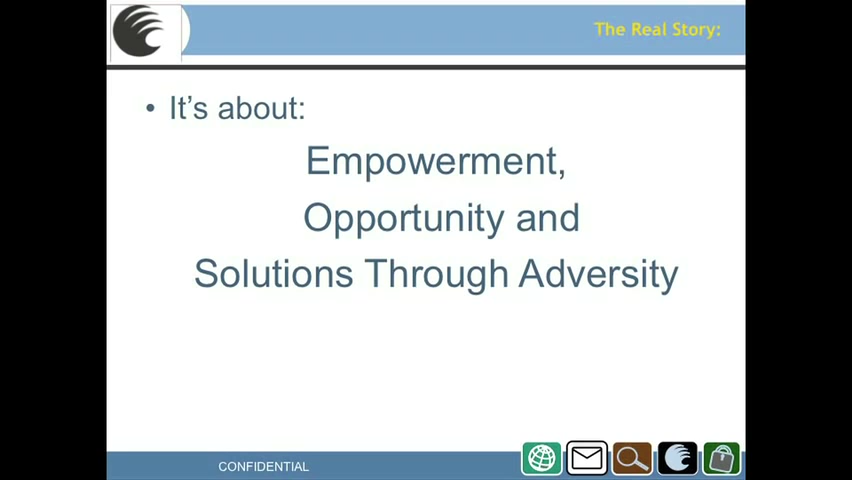 The Real Story:
• It's about:
Empowerment,
Opportunity and
Solutions Through Adversity
CONFIDENTIAL